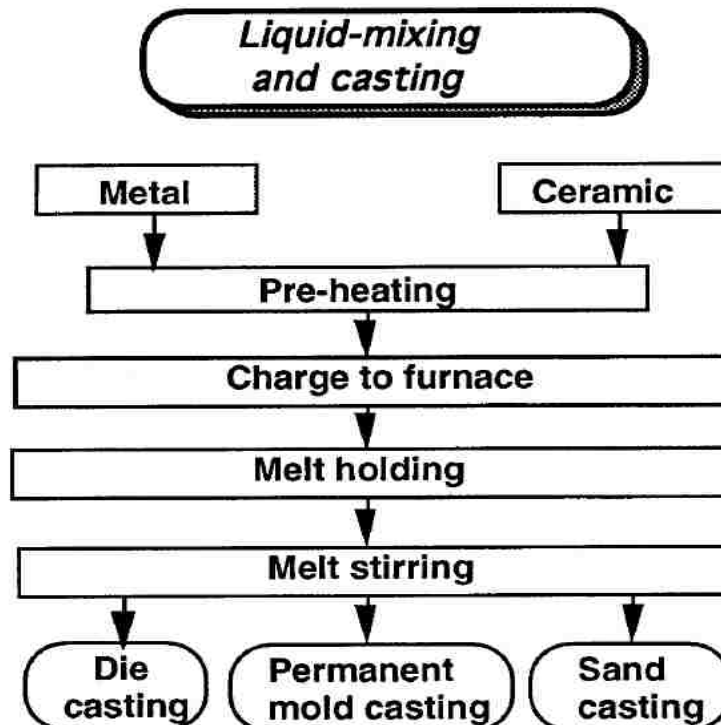 Liquid-mixing
and casting
Metal
Ceramic
Pre-heating
Charge to furnace
Melt holding
Melt stirring
Die
casting
Permanent
mold casting
Sand
casting